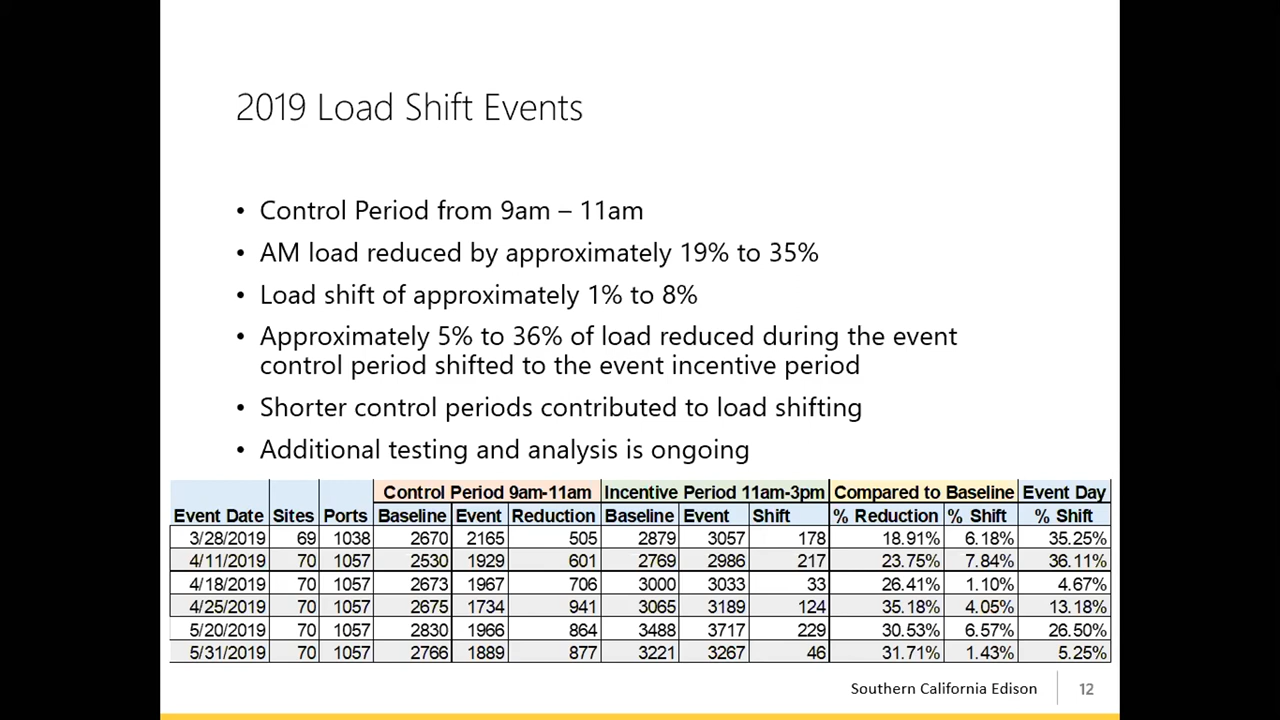 2019 Load Shift Events
• Control Period from 9am – 11am
• AM load reduced by approximately 19% to 35%
• Load shift of approximately 1% to 8%
• Approximately 5% to 36% of load reduced during the event
control period shifted to the event incentive period
• Shorter control periods contributed to load shifting
• Additional testing and analysis is ongoing
Control Period 9am-11am Incentive Period 11am-3pm Compared to Baseline Event Day
Event Date Sites Ports Baseline Event Reduction Baseline Event Shift % Reduction % Shift % Shift
3/28/2019 69 1038 2670 2165 505 2879 3057 178 18.91% 6.18% 35.25%
4/11/2019 70 1057 2530 1929 601 2769 2986 217 23.75% 7.84% 36.11%
4/18/2019 70 1057 2673 1967 706 3000 3033 33 26.41% 1.10% 4.67%
4/25/2019 70 1057 2675 1734 941 3065 3189 124 35.18% 4.05% 13.18%
5/20/2019 70 1057 2830 1966 864 3488 3717 229 30.53% 6.57% 26.50%
5/31/2019 70 1057 2766 1889 877 3221 3267 46 31.71% 1.43% 5.25%
Southern California Edison 12